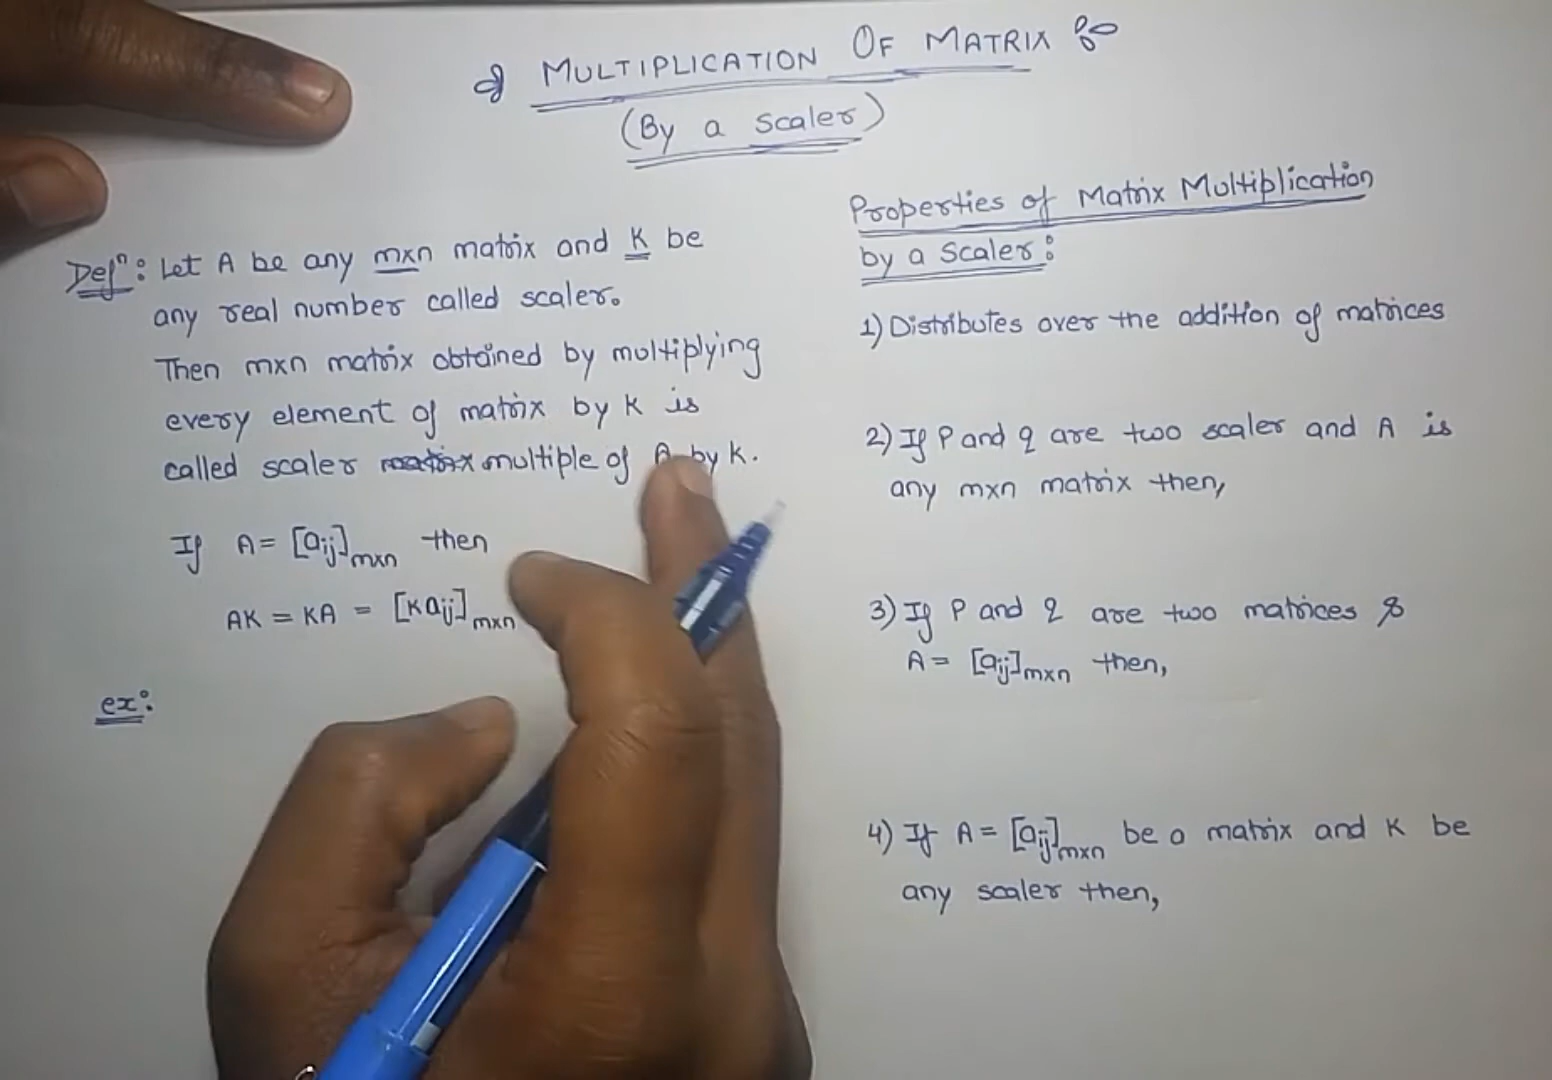 MULTIPLICATION OF MATRIX :-
(By a scaler)
Defⁿ: Let A be any mxn matrix and K be
any real number called scaler.
Then mxn matrix obtained by multiplying
every element of matrix by K is
called scaler multiple of A by K.
If A = [aij]mxn then
AK = KA = [Kaij]mxn
ex:
Properties of Matrix Multiplication
by a Scaler:
1) Distributes over the addition of matrices
2) If P and q are two scaler and A is
any mxn matrix then,
3) If P and q are two matrices &
A = [aij]mxn then,
4) If A = [aij]mxn be a matrix and K be
any scaler then,